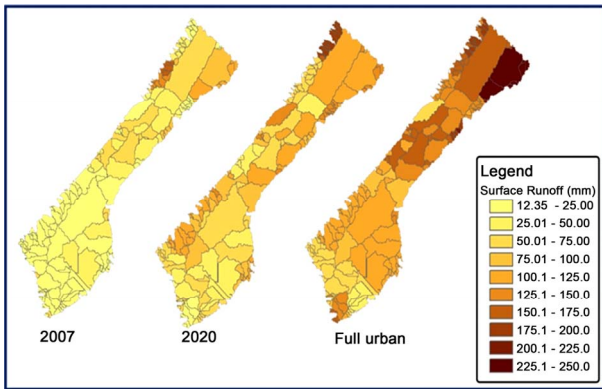 Legend
Surface Runoff (mm)
12.35 - 25.00
25.01 - 50.00
50.01 - 75.00
75.01 - 100.0
100.1 - 125.0
125.1 - 150.0
150.1 - 175.0
175.1 - 200.0
200.1 - 225.0
225.1 - 250.0
2007
2020
Full urban